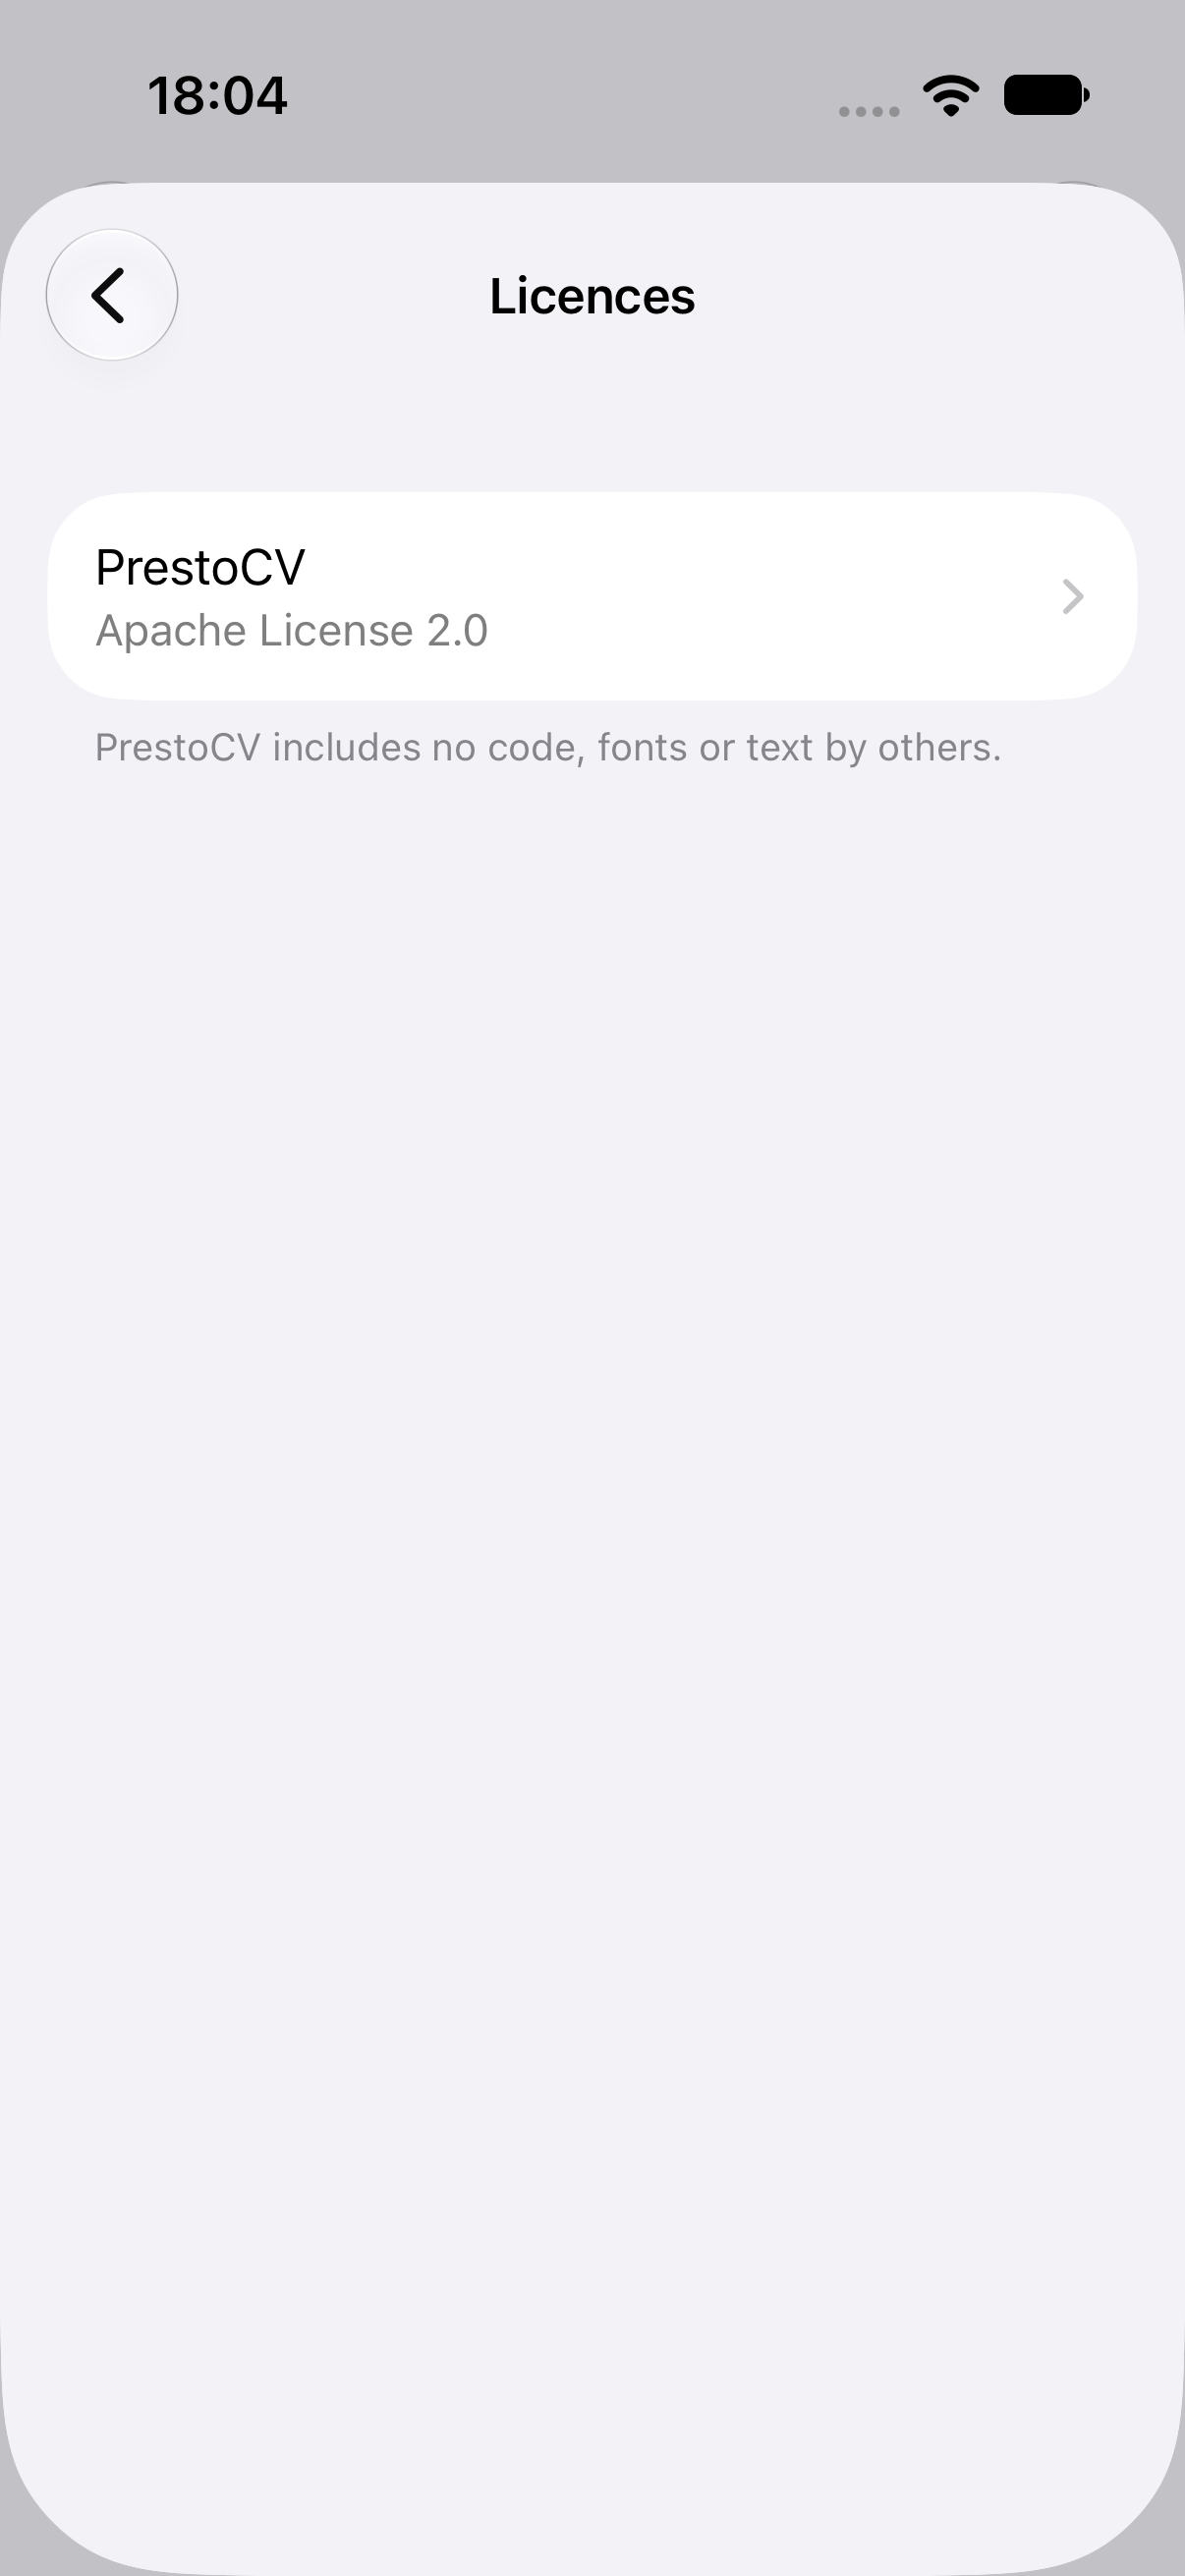 18:04
Licences
PrestoCV
Apache License 2.0
PrestoCV includes no code, fonts or text by others.